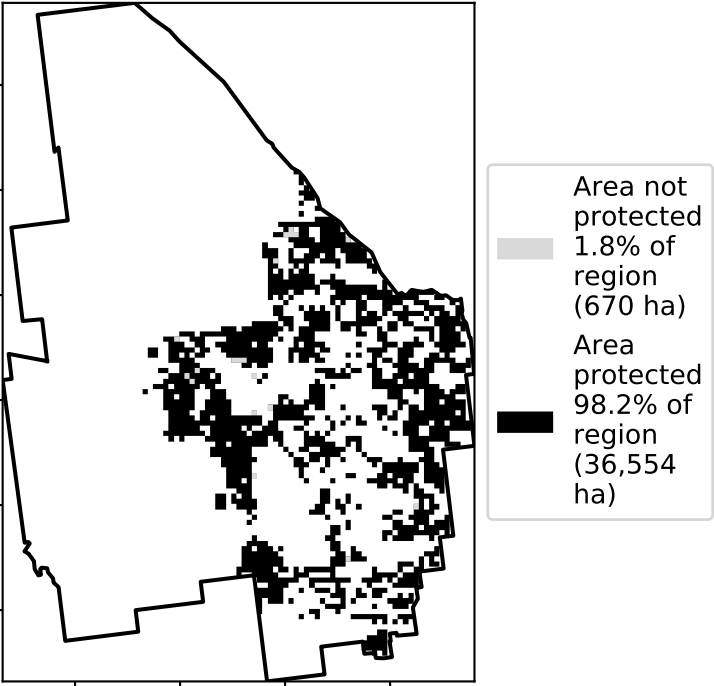 Area not
protected
1.8% of
region
(670 ha)
Area
protected
98.2% of
region
(36,554
ha)